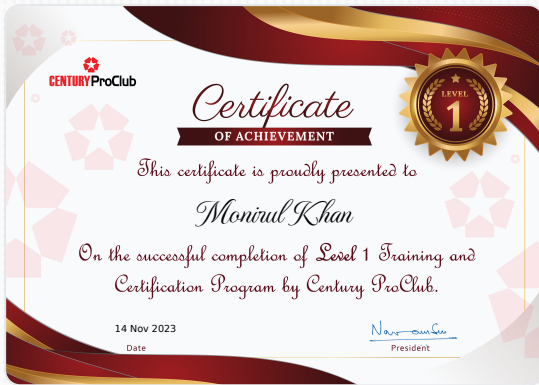 CENTURY ProClub
Certificate
OF ACHIEVEMENT
LEVEL
1
This certificate is proudly presented to
Monirul Khan
On the successful completion of Level 1 Training and
Certification Program by Century ProClub.
14 Nov 2023
Date
President